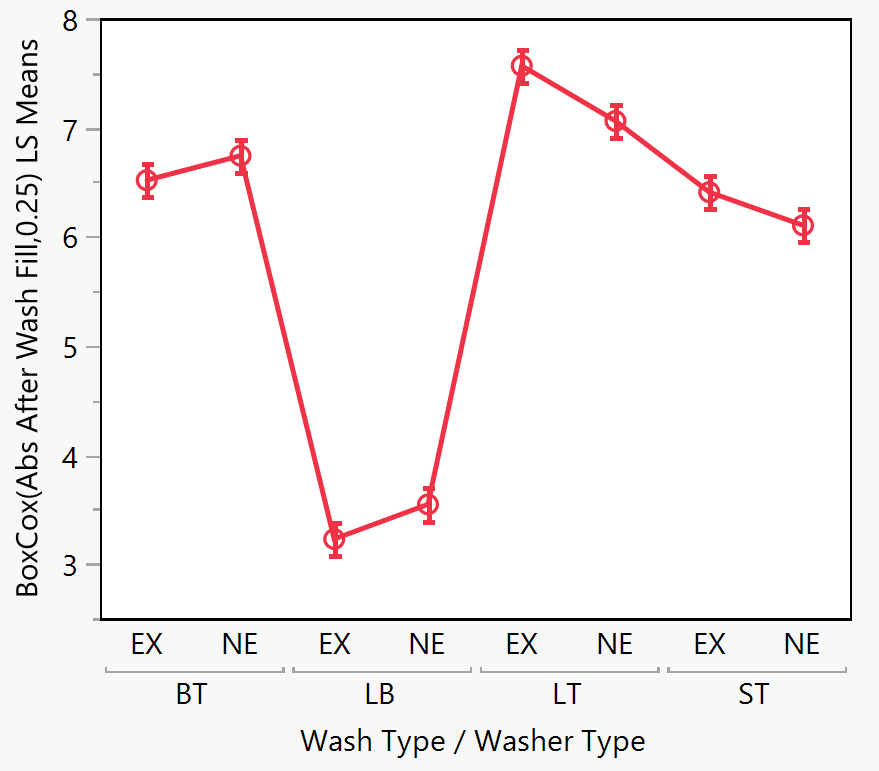 BoxCox(Abs After Wash Fill,0.25) LS Means
8
7
6
5
4
3
EX NE EX NE EX NE EX NE
BT LB LT ST
Wash Type / Washer Type